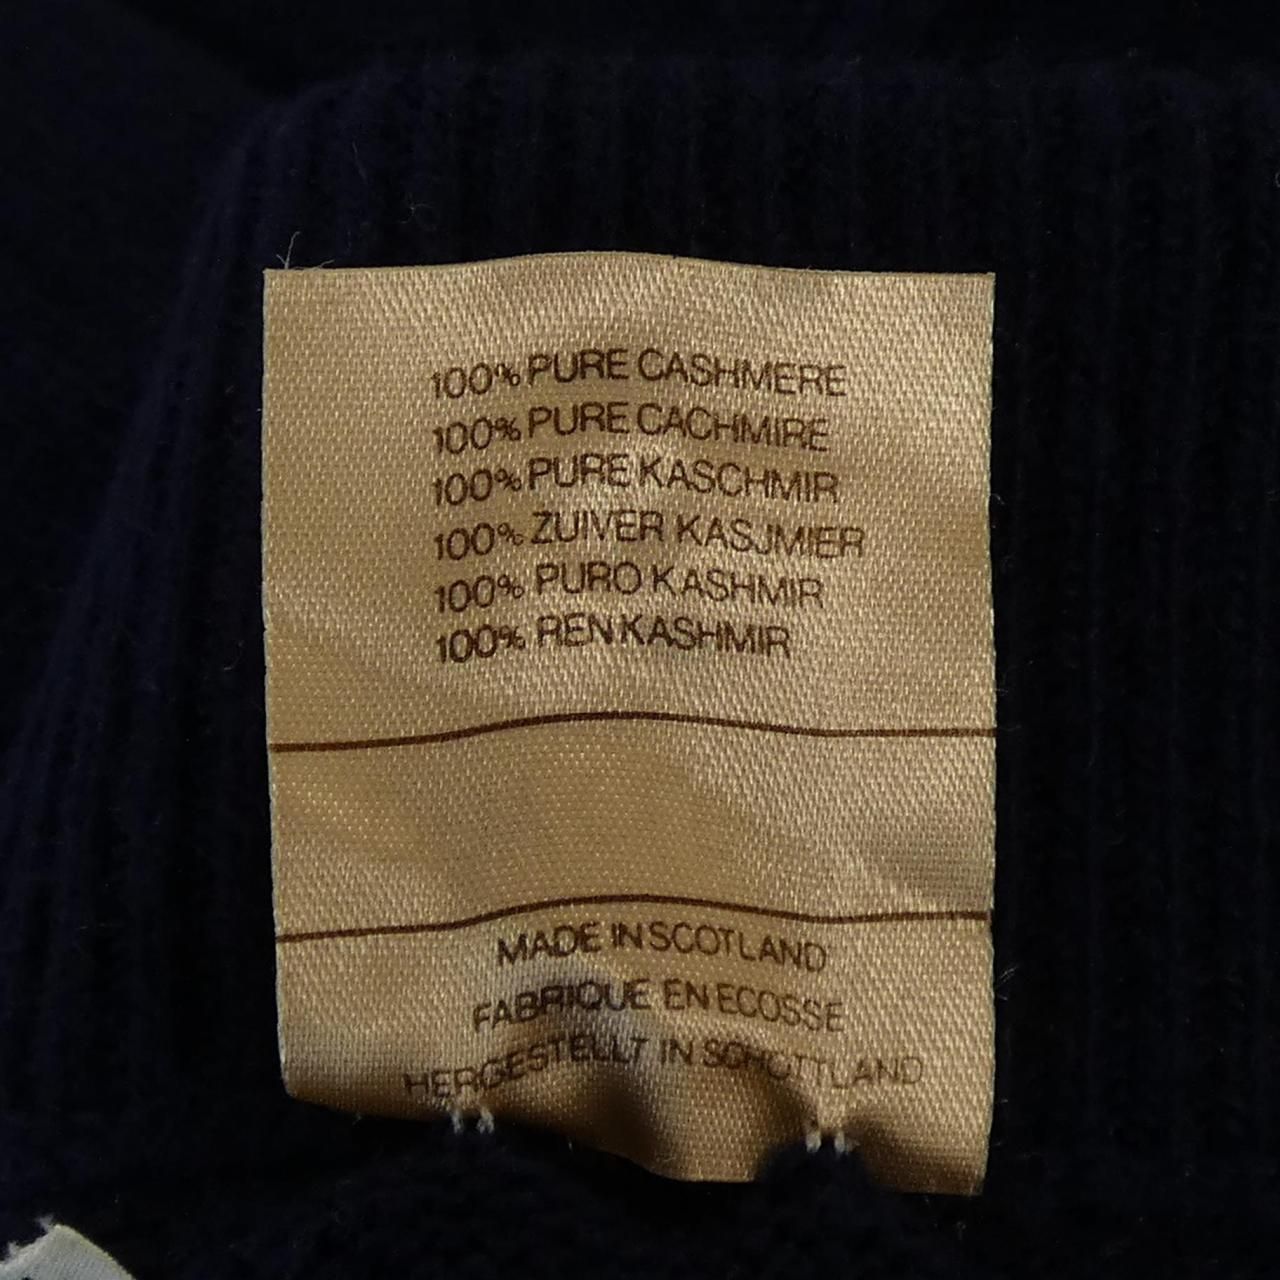 100% PURE CASHMERE
100% PURE CACHMIRE
100% PURE KASCHMIR
100% ZUIVER KASJMIER
100% PURO KASHMIR
100% REN KASHMIR
MADE IN SCOTLAND
FABRIQUE EN ECOSSE
HERGESTELLT IN SCHOTTLAND